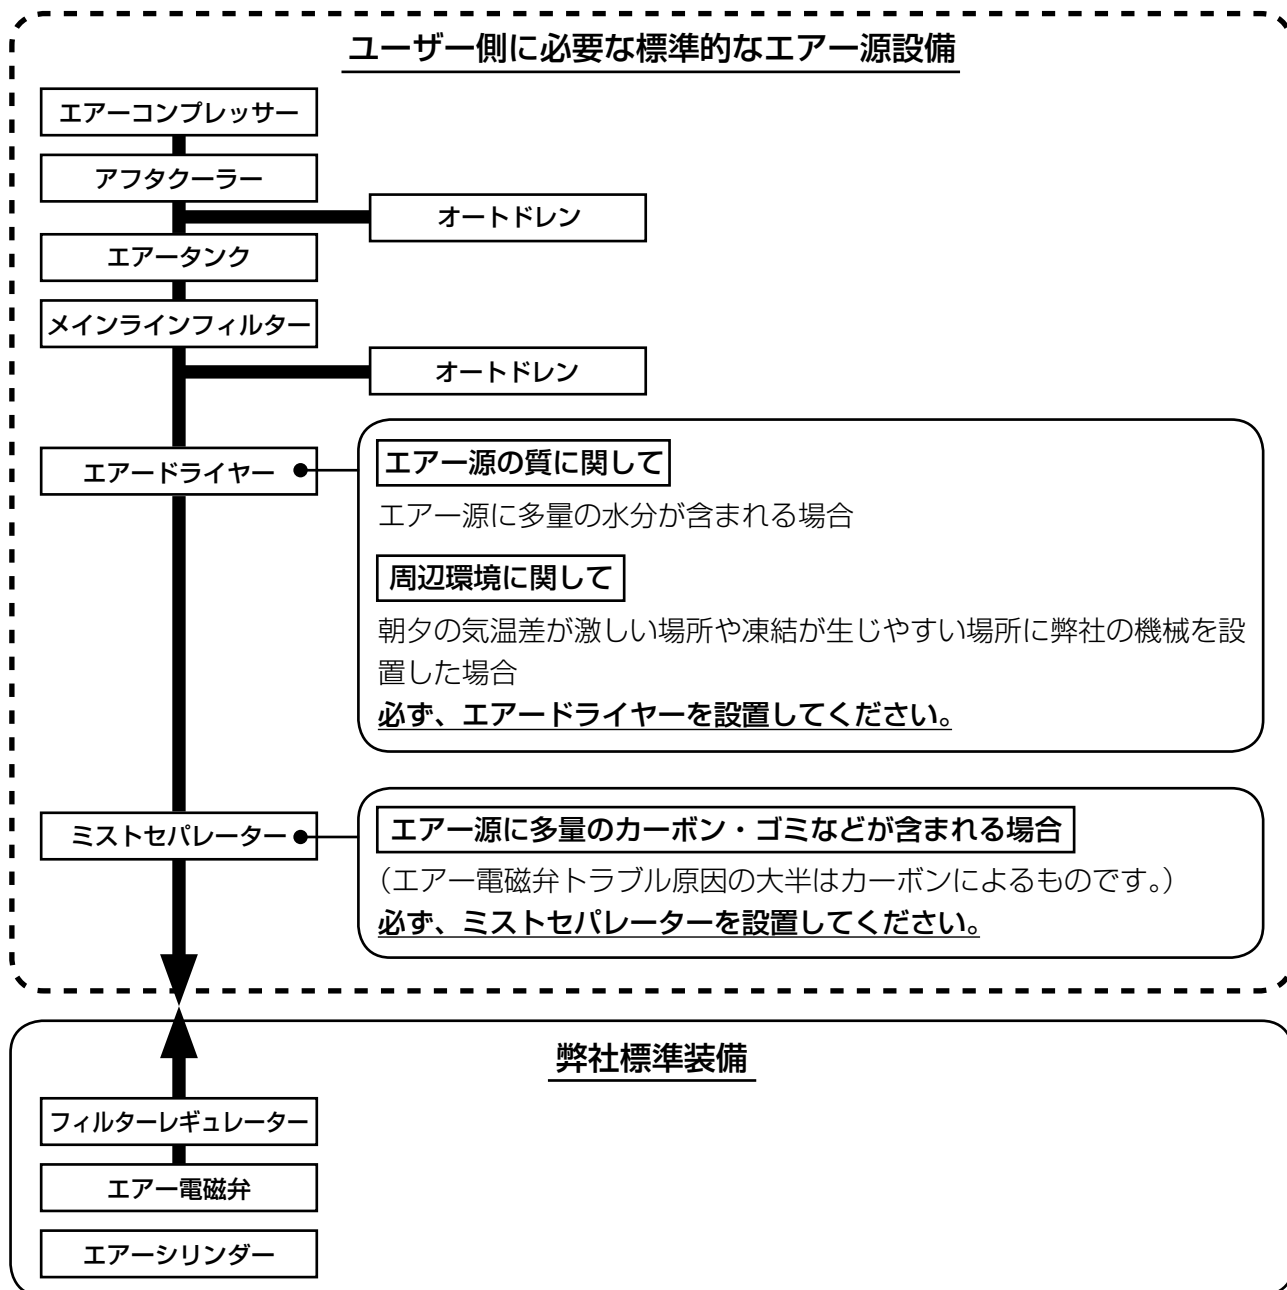 ユーザー側に必要な標準的なエアー源設備
エアーコンプレッサー
アフタクーラー
オートドレン
エアータンク
メインラインフィルター
オートドレン
エアードライヤー
エアー源の質に関して
エアー源に多量の水分が含まれる場合
周辺環境に関して
朝夕の気温差が激しい場所や凍結が生じやすい場所に弊社の機械を設
置した場合
必ず、エアードライヤーを設置してください。
ミストセパレーター
エアー源に多量のカーボン・ゴミなどが含まれる場合
（エアー電磁弁トラブル原因の大半はカーボンによるものです。）
必ず、ミストセパレーターを設置してください。
弊社標準装備
フィルターレギュレーター
エアー電磁弁
エアーシリンダー